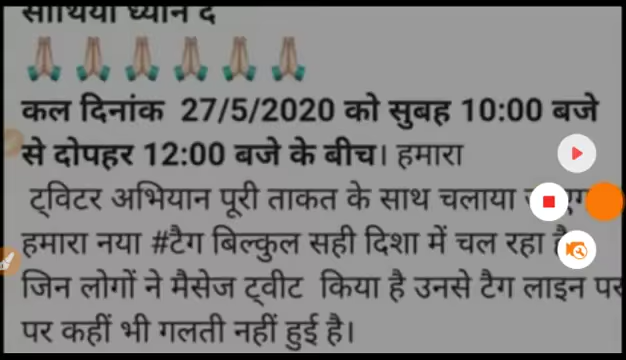 साथियों ध्यान दें
कल दिनांक 27/5/2020 को सुबह 10:00 बजे
से दोपहर 12:00 बजे के बीच। हमारा
ट्विटर अभियान पूरी ताकत के साथ चलाया
हमारा नया #टैग बिल्कुल सही दिशा में चल रहा
जिन लोगों ने मैसेज ट्वीट किया है उनसे टैग लाइन पर
पर कहीं भी गलती नहीं हुई है।